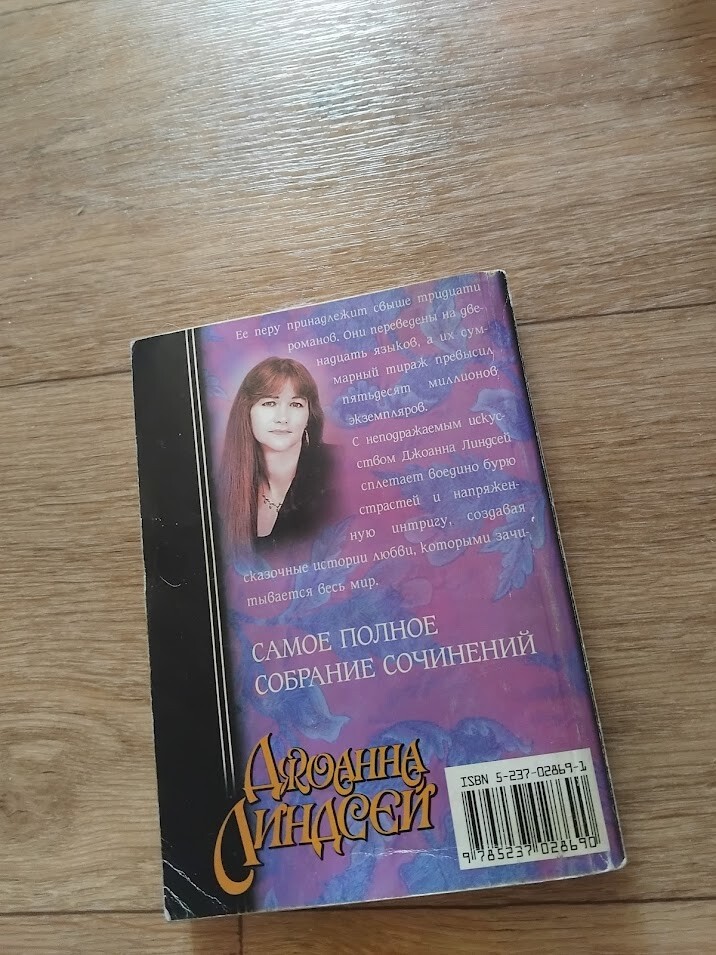 Ее перу принадлежит свыше тридцати
романов. Они переведены на две-
надцать языков, а их сум-
марный тираж превысил
пятьдесят миллионов
экземпляров.
С неподражаемым искус-
ством Джоанна Линдсей
сплетает воедино бурю
страстей и напряжен-
ную интригу, создавая
сказочные истории любви, которыми зачи-
тывается весь мир.
САМОЕ ПОЛНОЕ
СОБРАНИЕ СОЧИНЕНИЙ
Джоанна
Линдсей
ISBN 5-237-02869-1
9 785237 028690